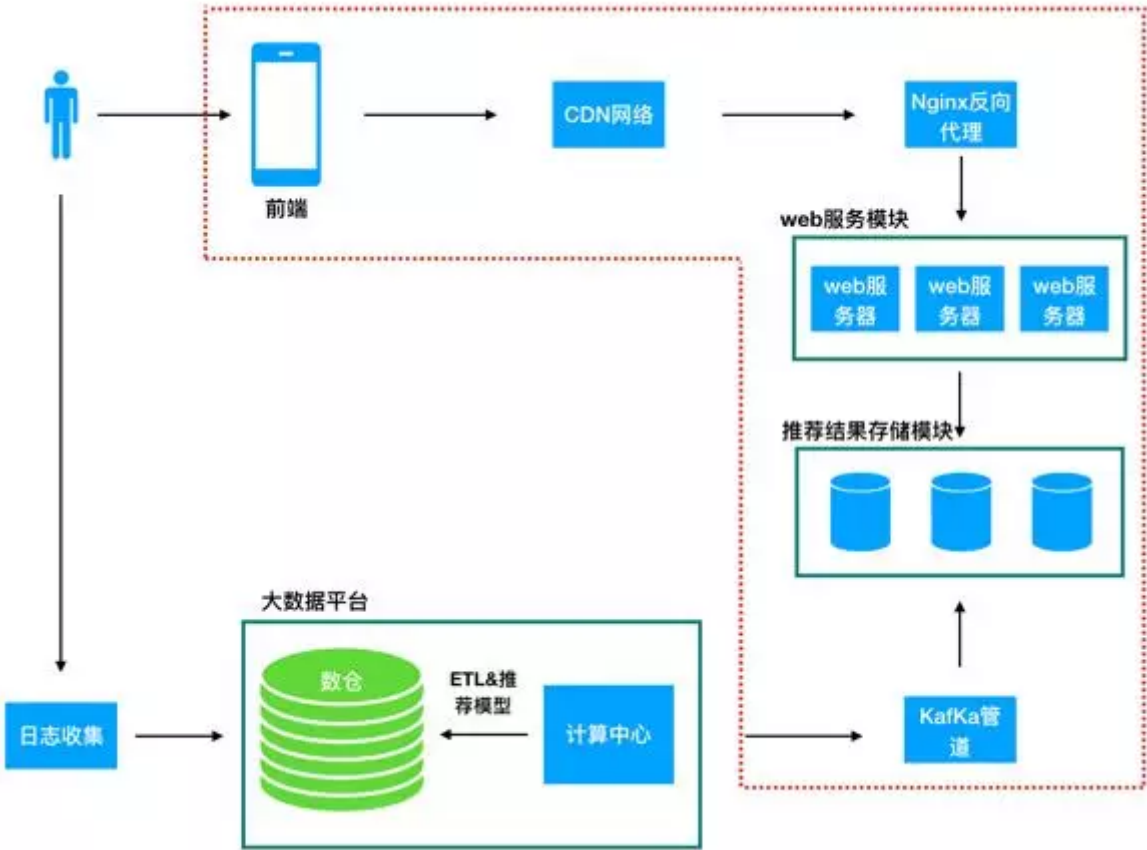 CDN网络
Nginx反向
代理
前端
web服务模块
web服
务器
web服
务器
web服
务器
推荐结果存储模块
大数据平台
数仓
ETL&推
荐模型
日志收集
计算中心
KafKa管
道